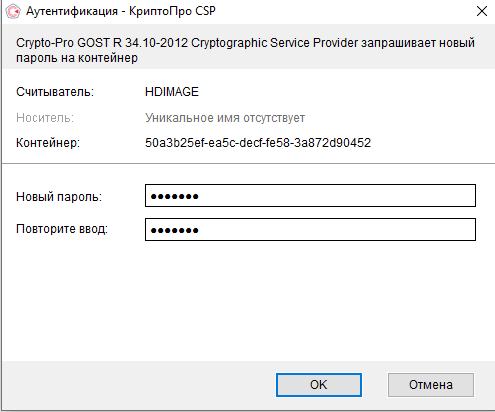 Аутентификация - КриптоПро CSP
Crypto-Pro GOST R 34.10-2012 Cryptographic Service Provider запрашивает новый
пароль на контейнер
Считыватель: HDIMAGE
Носитель: Уникальное имя отсутствует
Контейнер: 50a3b25ef-ea5c-decf-fe58-3a872d90452
Новый пароль: ●●●●●●●
Повторите ввод: ●●●●●●●
OK Отмена